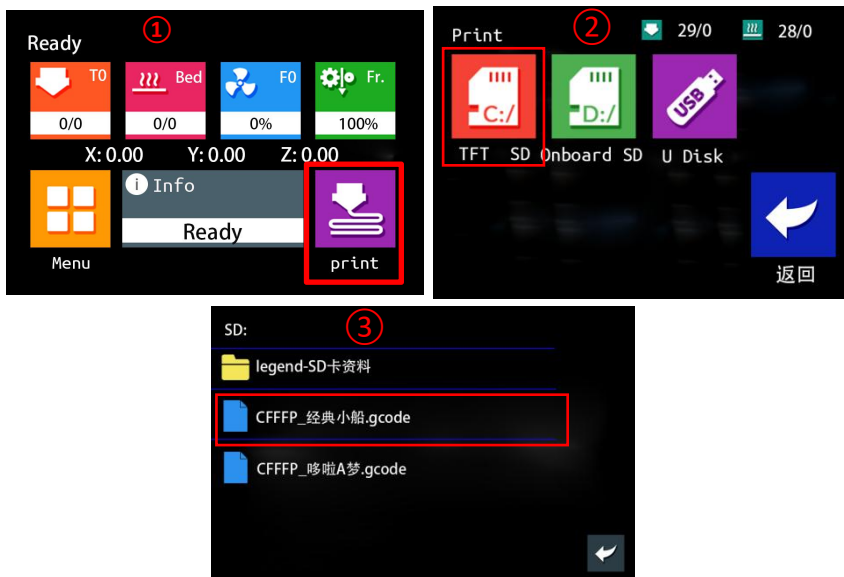 ①
Ready
T0
Bed
F0
Fr.
0/0
0/0
0%
100%
X: 0.00 Y: 0.00 Z: 0.00
i Info
Ready
Menu
print
②
Print
29/0
28/0
C:/
D:/
USB
TFT SD
Onboard SD
U Disk
返回
③
SD:
legend-SD卡资料
CFFFP_经典小船.gcode
CFFFP_哆啦A梦.gcode